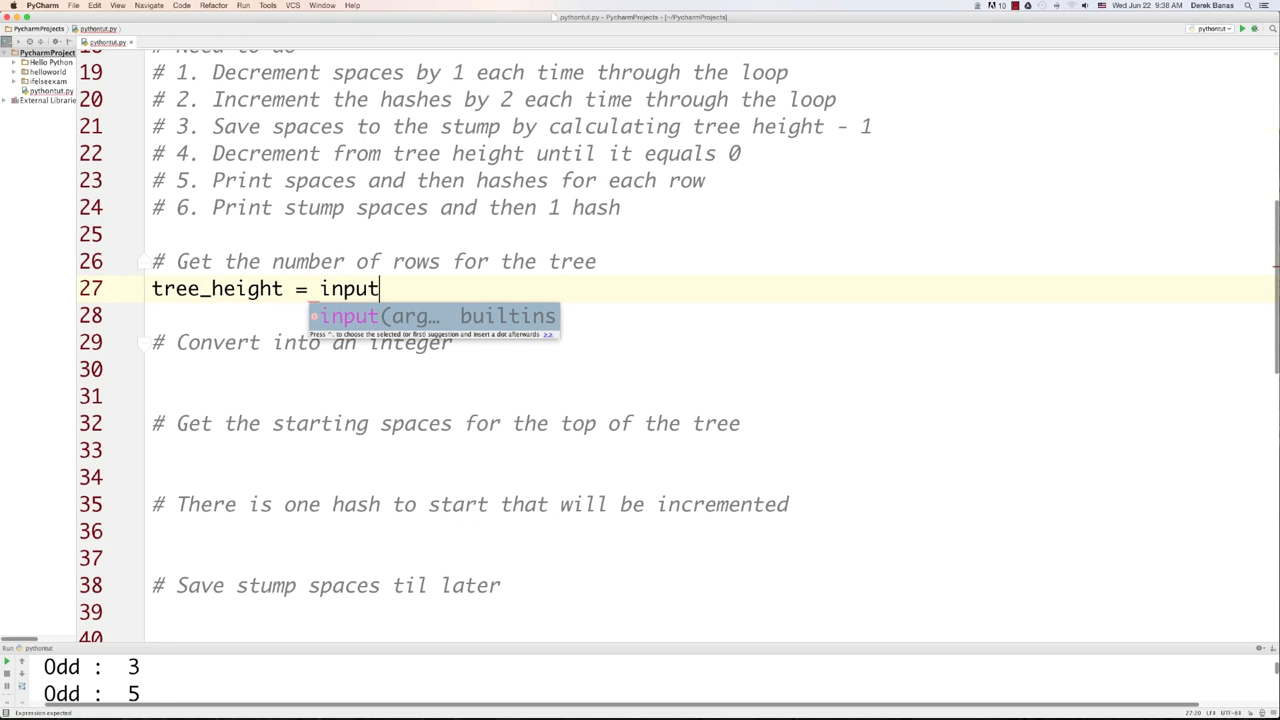 PyCharm File Edit View Navigate Code Refactor Run Tools VCS Window Help 10 Wed Jun 22 9:38 AM Derek Banas
pythontut.py - PycharmProjects - [~/PycharmProjects]
PycharmProjects pythontut.py pythontut
pythontut.py
PycharmProject
Hello Python
helloworld
ifelseexam
pythontut.py
External Librarie
18 # Need to do
19 # 1. Decrement spaces by 1 each time through the loop
20 # 2. Increment the hashes by 2 each time through the loop
21 # 3. Save spaces to the stump by calculating tree height - 1
22 # 4. Decrement from tree height until it equals 0
23 # 5. Print spaces and then hashes for each row
24 # 6. Print stump spaces and then 1 hash
25
26 # Get the number of rows for the tree
27 tree_height = input
28 input(arg… builtins
Press ^. to choose the selected (or first) suggestion and insert a dot afterwards >>
29 # Convert into an integer
30
31
32 # Get the starting spaces for the top of the tree
33
34
35 # There is one hash to start that will be incremented
36
37
38 # Save stump spaces til later
39
40
Run pythontut
Odd : 3
Odd : 5
Expression expected 27:20 LF‡ UTF-8‡